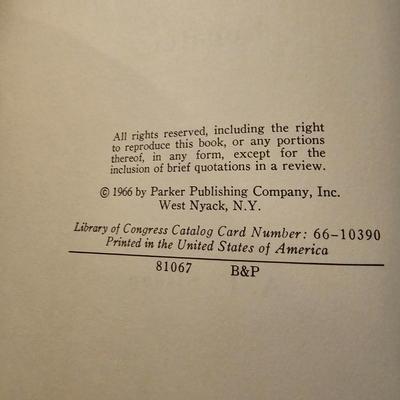 All rights reserved, including the right
to reproduce this book, or any portions
thereof, in any form, except for the
inclusion of brief quotations in a review.
© 1966 by Parker Publishing Company, Inc.
West Nyack, N.Y.
Library of Congress Catalog Card Number: 66–10390
Printed in the United States of America
81067 B&P